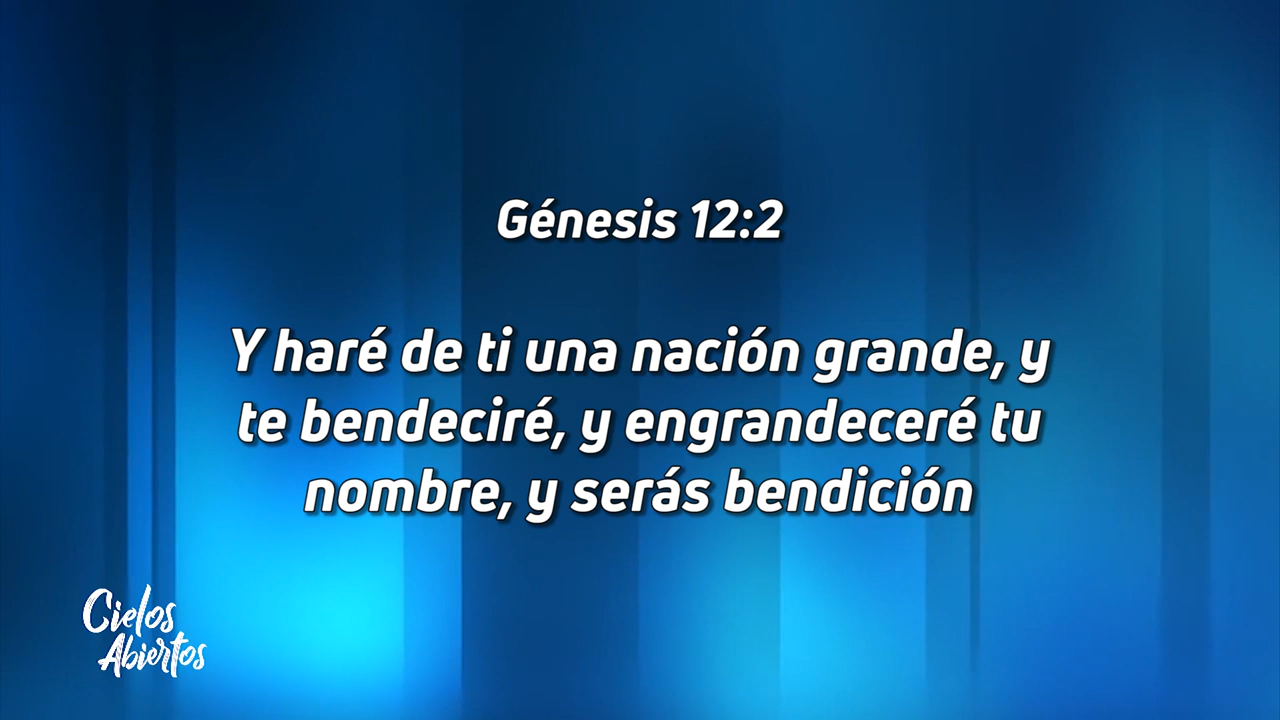 Génesis 12:2
Y haré de ti una nación grande, y
te bendeciré, y engrandeceré tu
nombre, y serás bendición
Cielos
Abiertos